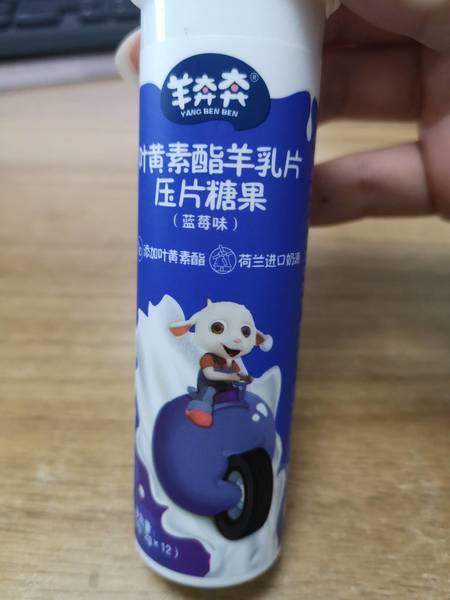 羊奔奔®
YANG BEN BEN
叶黄素酯羊乳片
压片糖果
（蓝莓味）
添加叶黄素酯 荷兰进口奶源
×12）